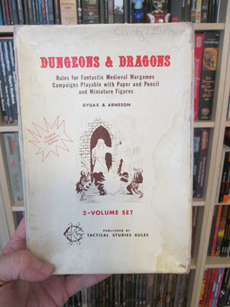 DUNGEONS & DRAGONS
Rules for Fantastic Medieval Wargames
Campaigns Playable with Paper and Pencil
and Miniature Figures
GYGAX & ARNESON
3-VOLUME SET
PUBLISHED BY
TACTICAL STUDIES RULES